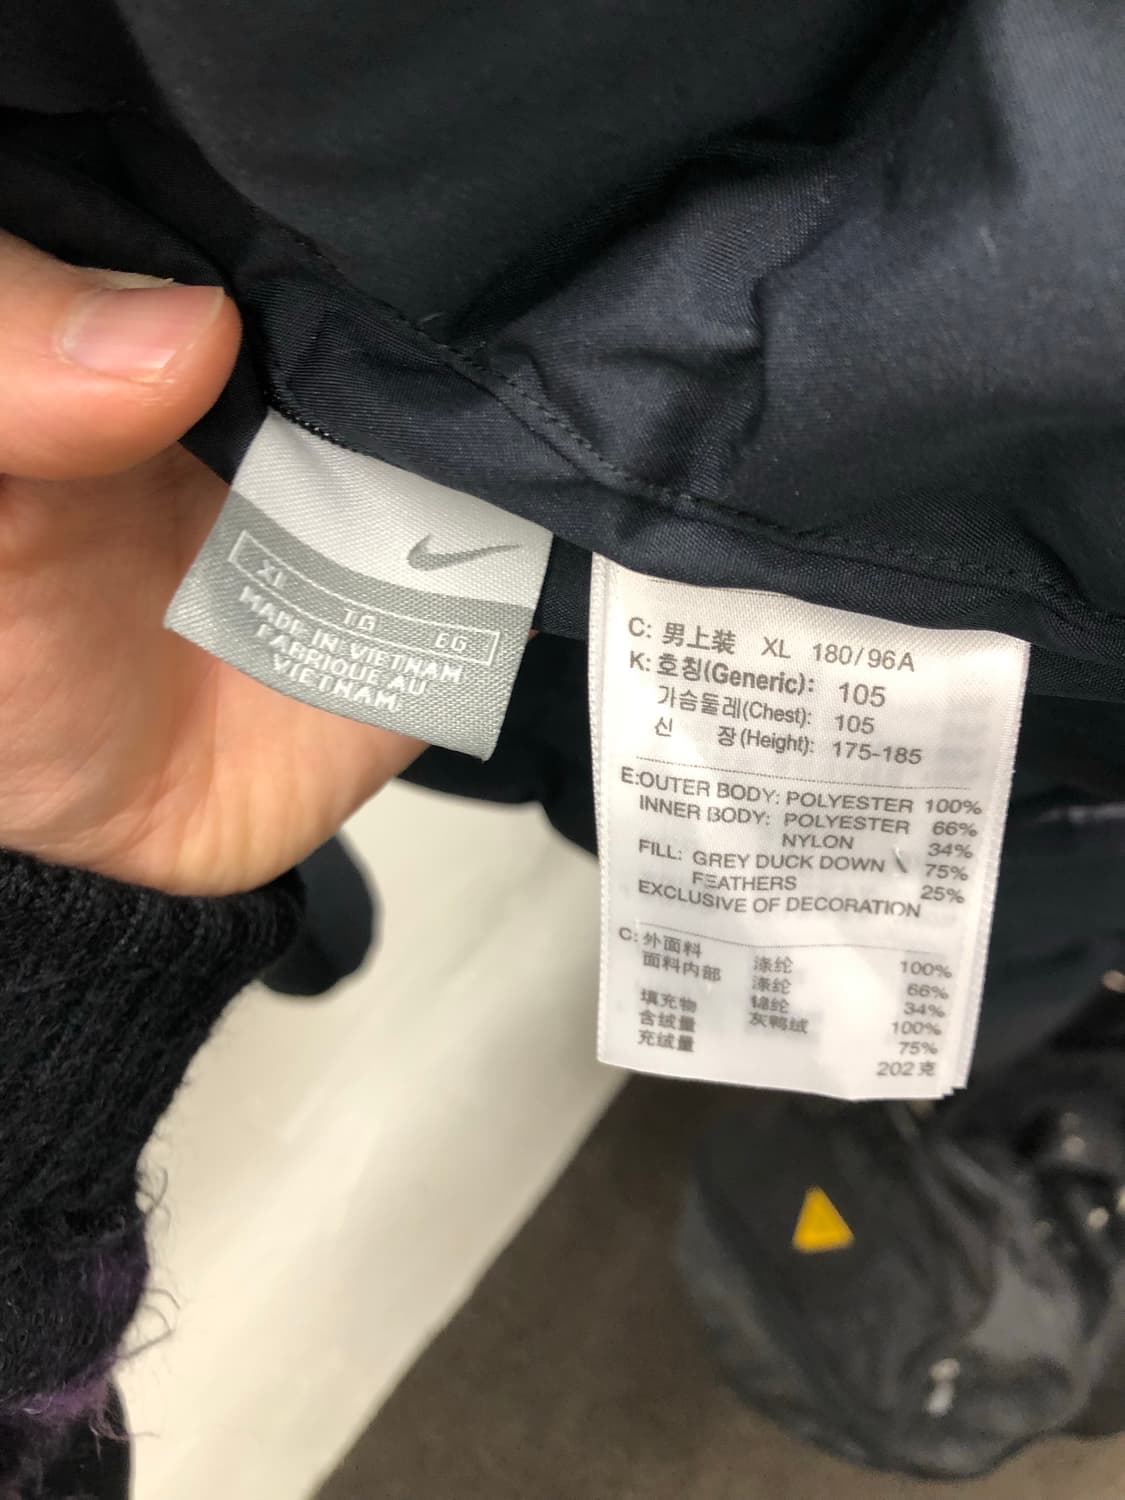 XL TG EG
MADE IN VIETNAM
FABRIQUE AU
VIETNAM
C: 男上装 XL 180/96A
K: 호칭(Generic): 105
가슴둘레(Chest): 105
신 장(Height): 175-185
E:OUTER BODY: POLYESTER 100%
INNER BODY: POLYESTER 66%
NYLON 34%
FILL: GREY DUCK DOWN 75%
FEATHERS 25%
EXCLUSIVE OF DECORATION
C: 外面料 涤纶 100%
面料内部 涤纶 66%
锦纶 34%
填充物 灰鸭绒 100%
含绒量 75%
充绒量 202克